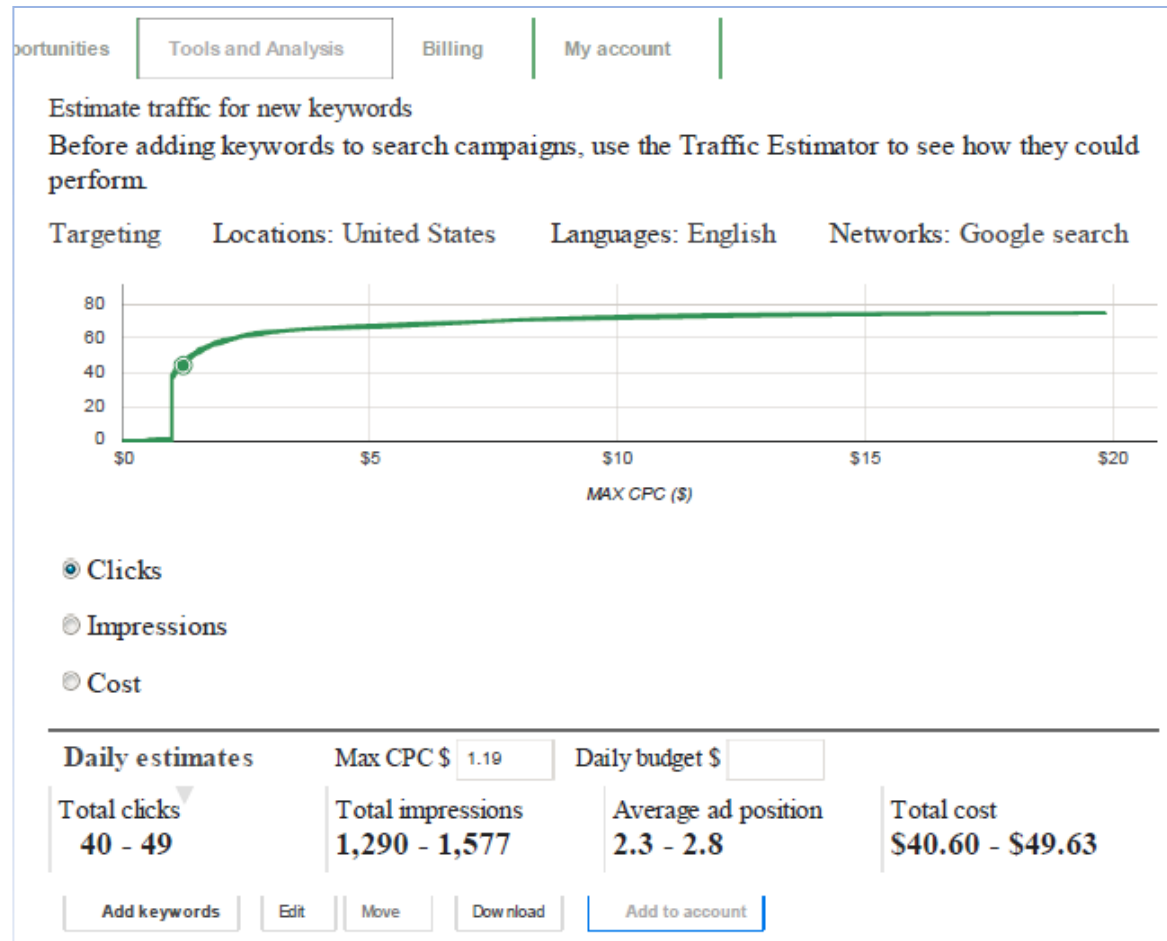 portunities Tools and Analysis Billing My account
Estimate traffic for new keywords
Before adding keywords to search campaigns, use the Traffic Estimator to see how they could
perform.
Targeting Locations: United States Languages: English Networks: Google search
80
60
40
20
0
$0 $5 $10 $15 $20
MAX CPC ($)
Clicks
Impressions
Cost
Daily estimates Max CPC $ 1.19 Daily budget $
Total clicks Total impressions Average ad position Total cost
40 - 49 1,290 - 1,577 2.3 - 2.8 $40.60 - $49.63
Add keywords Edit Move Download Add to account